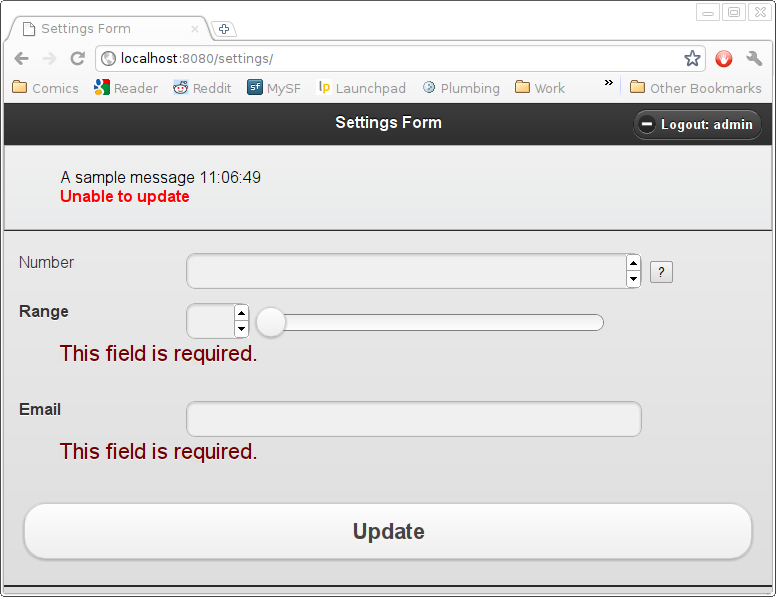 Settings Form
localhost:8080/settings/
Comics Reader Reddit sf MySF lp Launchpad Plumbing Work » Other Bookmarks
Settings Form Logout: admin
A sample message 11:06:49
Unable to update
Number ?
Range
This field is required.
Email
This field is required.
Update